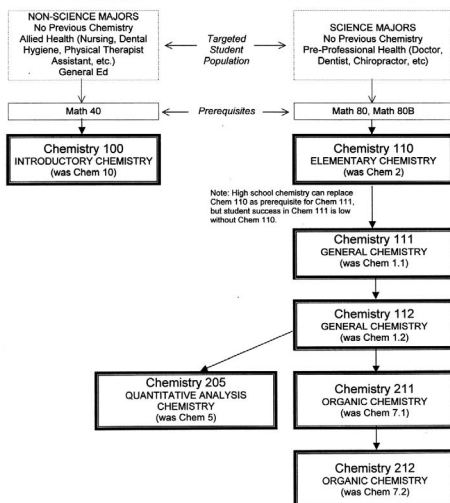 NON-SCIENCE MAJORS
No Previous Chemistry
Allied Health (Nursing, Dental
Hygiene, Physical Therapist
Assistant, etc.)
General Ed
Targeted
Student
Population
SCIENCE MAJORS
No Previous Chemistry
Pre-Professional Health (Doctor,
Dentist, Chiropractor, etc)
Math 40
Prerequisites
Math 80, Math 80B
Chemistry 100
INTRODUCTORY CHEMISTRY
(was Chem 10)
Chemistry 110
ELEMENTARY CHEMISTRY
(was Chem 2)
Note: High school chemistry can replace
Chem 110 as prerequisite for Chem 111,
but student success in Chem 111 is low
without Chem 110.
Chemistry 111
GENERAL CHEMISTRY
(was Chem 1.1)
Chemistry 112
GENERAL CHEMISTRY
(was Chem 1.2)
Chemistry 205
QUANTITATIVE ANALYSIS
CHEMISTRY
(was Chem 5)
Chemistry 211
ORGANIC CHEMISTRY
(was Chem 7.1)
Chemistry 212
ORGANIC CHEMISTRY
(was Chem 7.2)